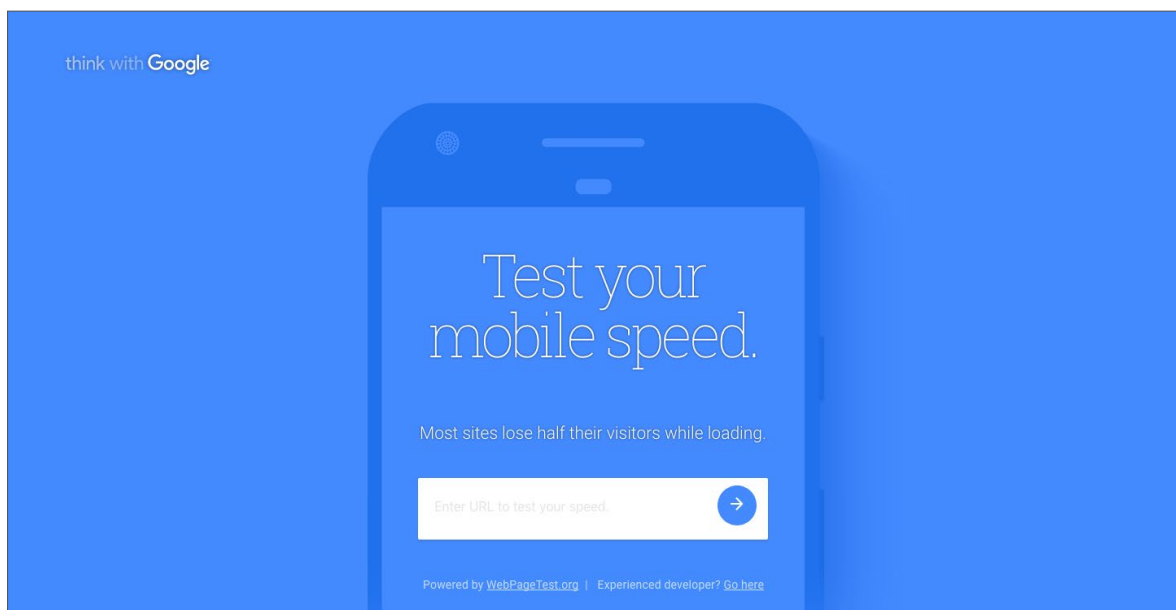 think with Google
Test your
mobile speed.
Most sites lose half their visitors while loading.
Enter URL to test your speed.
Powered by WebPageTest.org | Experienced developer? Go here